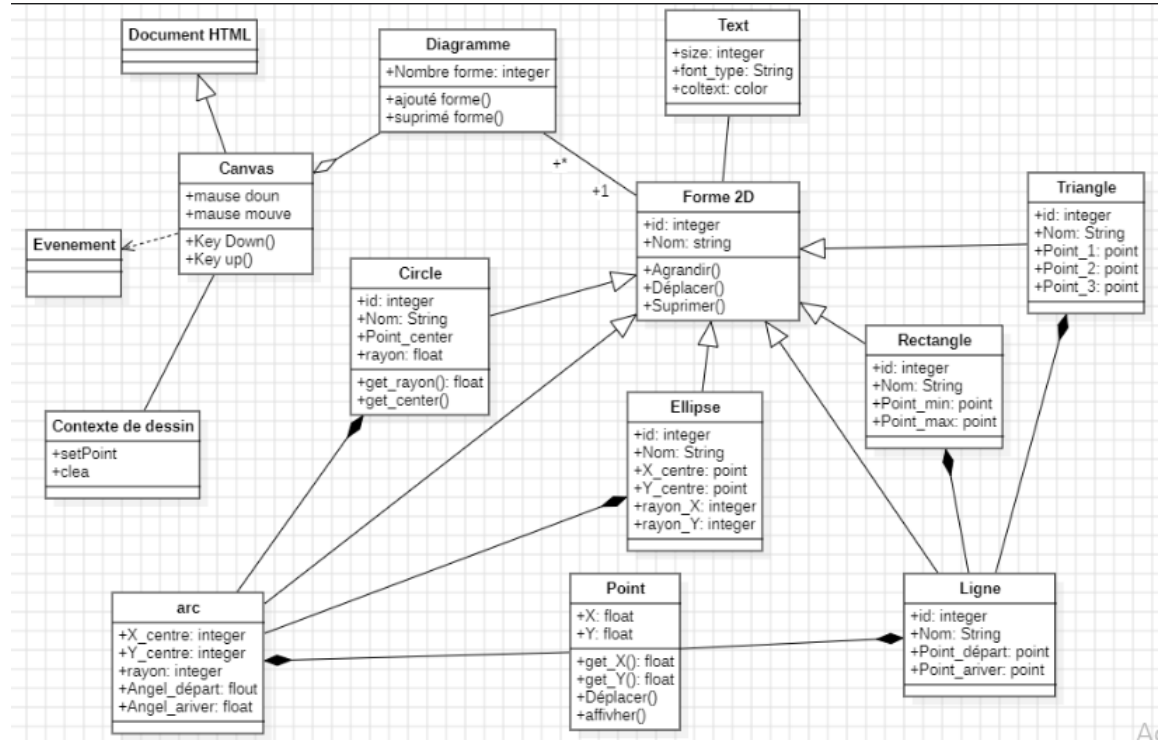 Document HTML
Diagramme
+Nombre forme: integer
+ajouté forme()
+suprimé forme()
Text
+size: integer
+font_type: String
+coltext: color
Canvas
+mause doun
+mause mouve
+Key Down()
+Key up()
+*
+1
Forme 2D
+id: integer
+Nom: string
+Agrandir()
+Déplacer()
+Suprimer()
Triangle
+id: integer
+Nom: String
+Point_1: point
+Point_2: point
+Point_3: point
Evenement
Circle
+id: integer
+Nom: String
+Point_center
+rayon: float
+get_rayon(): float
+get_center()
Rectangle
+id: integer
+Nom: String
+Point_min: point
+Point_max: point
Contexte de dessin
+setPoint
+clea
Ellipse
+id: integer
+Nom: String
+X_centre: point
+Y_centre: point
+rayon_X: integer
+rayon_Y: integer
arc
+X_centre: integer
+Y_centre: integer
+rayon: integer
+Angel_départ: flout
+Angel_ariver: float
Point
+X: float
+Y: float
+get_X(): float
+get_Y(): float
+Déplacer()
+affivher()
Ligne
+id: integer
+Nom: String
+Point_départ: point
+Point_ariver: point